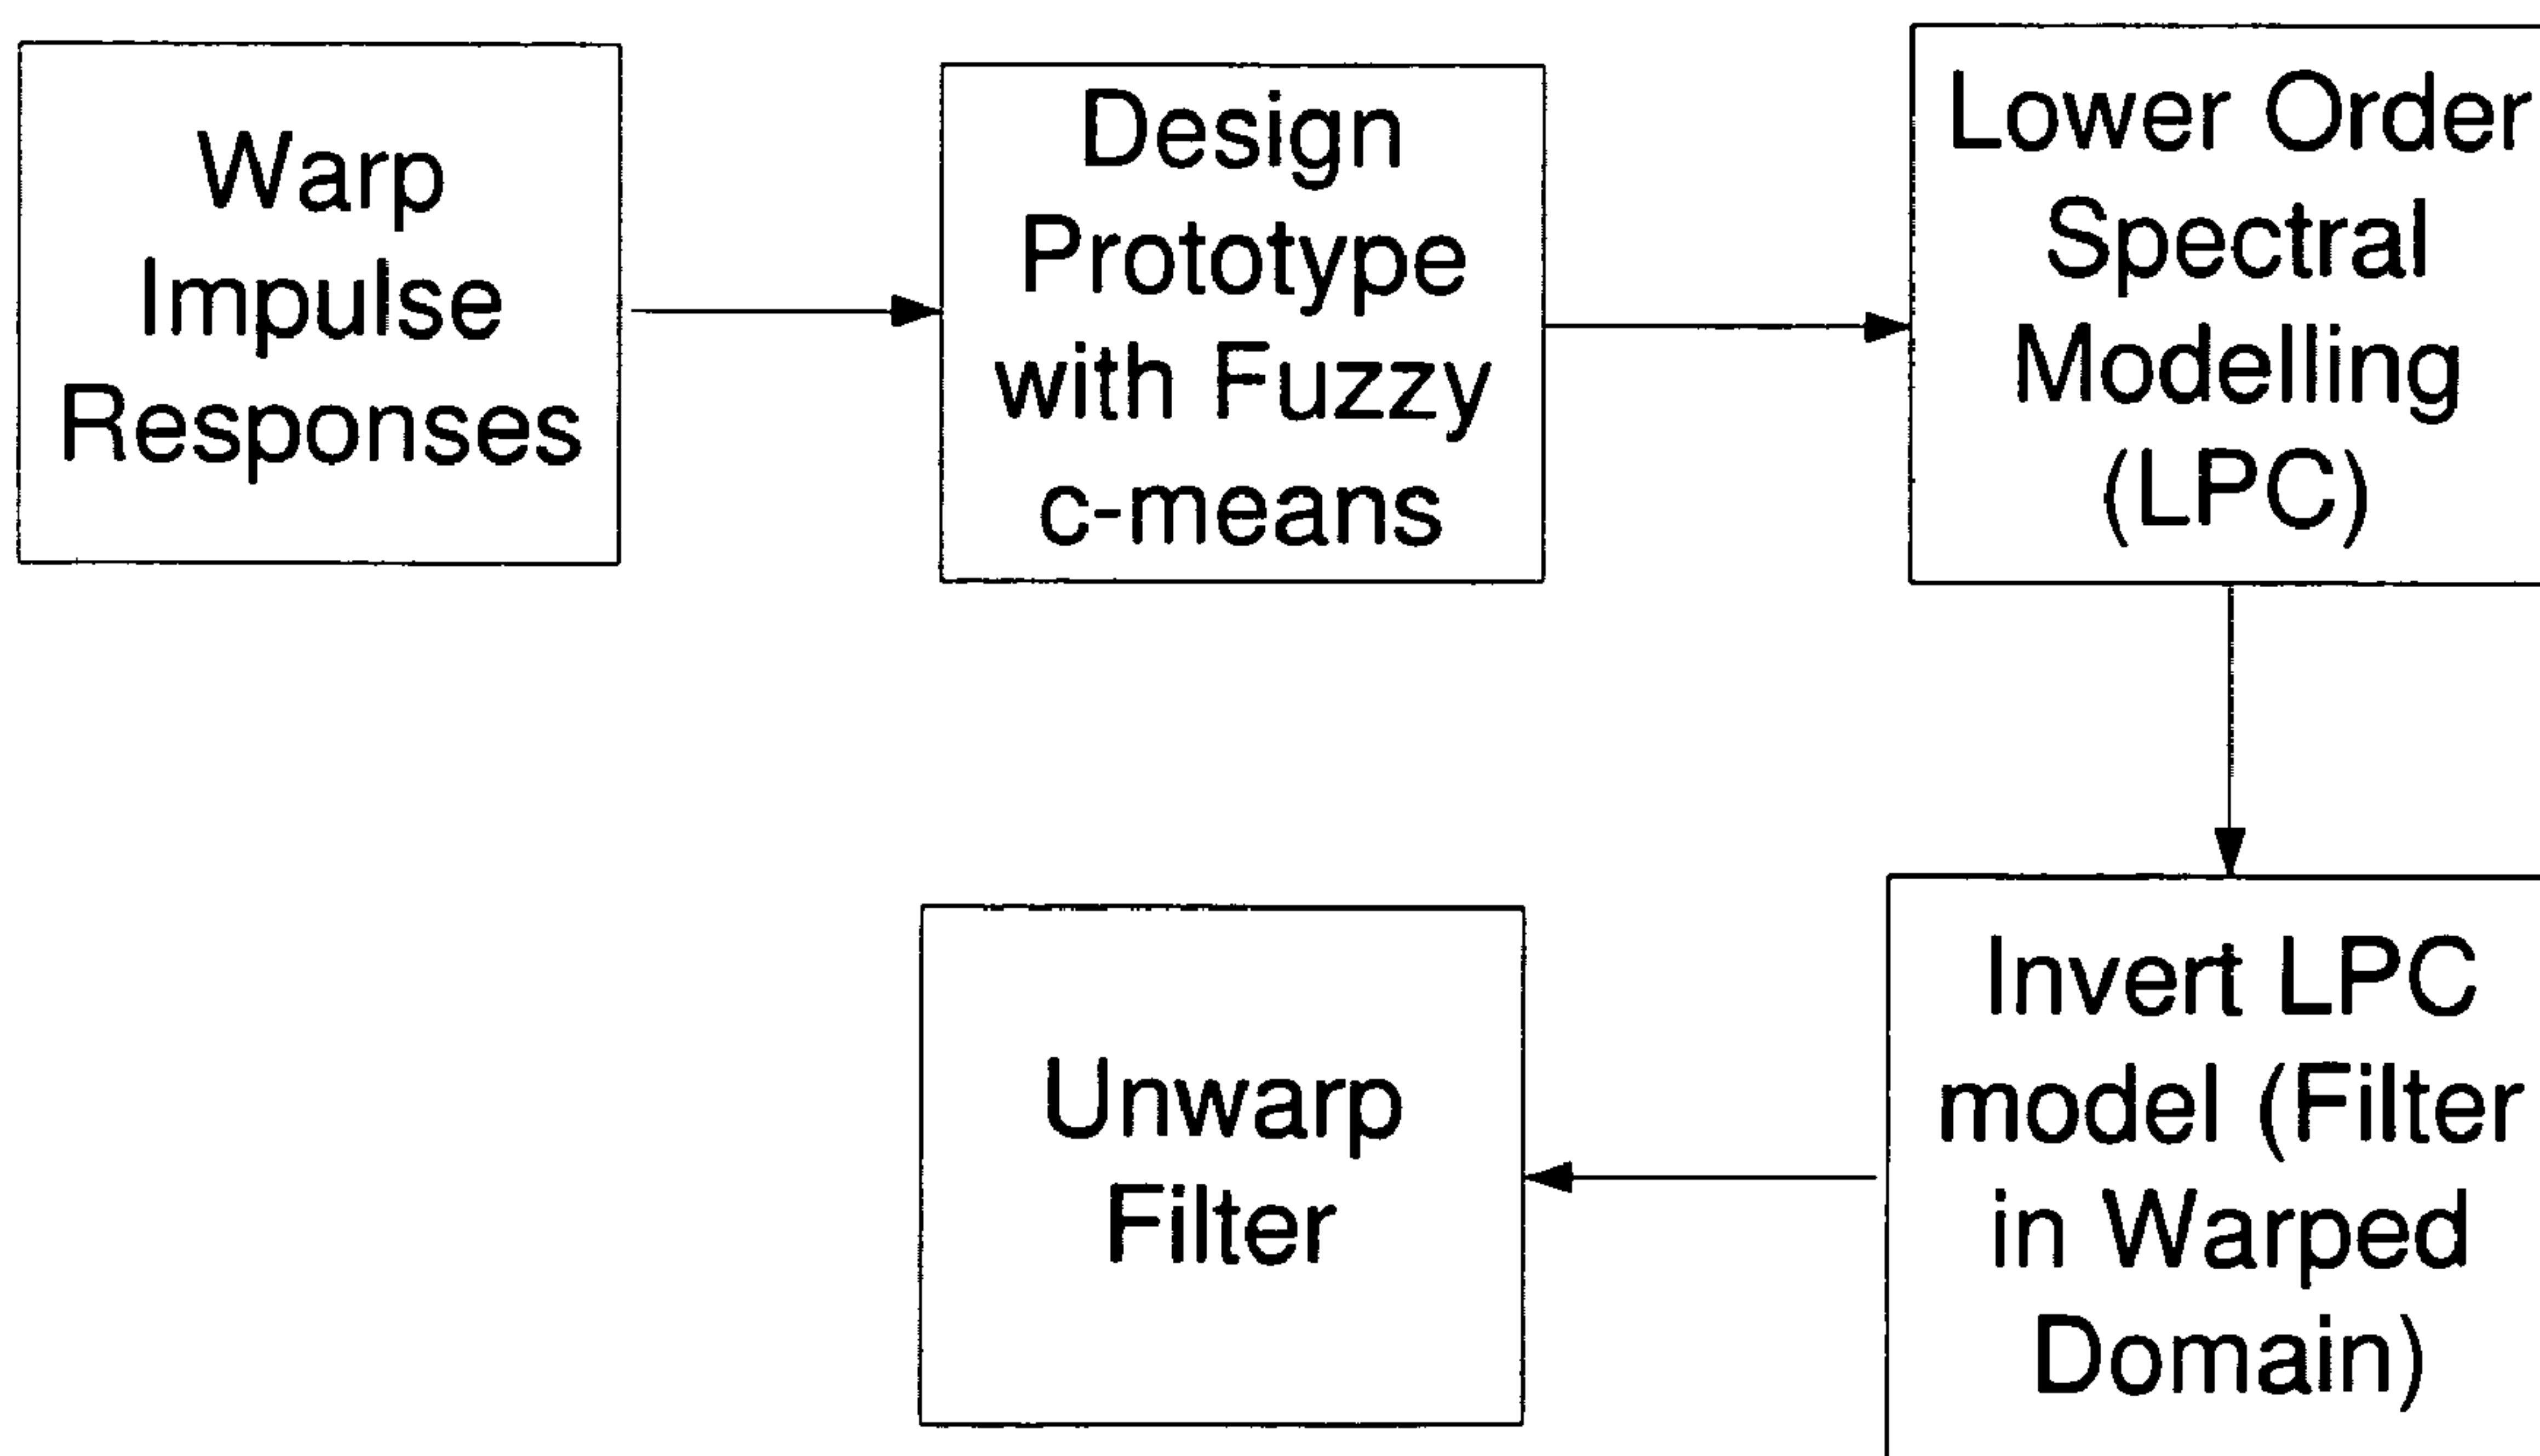 Warp
Impulse
Responses
Design
Prototype
with Fuzzy
c-means
Lower Order
Spectral
Modelling
(LPC)
Invert LPC
model (Filter
in Warped
Domain)
Unwarp
Filter